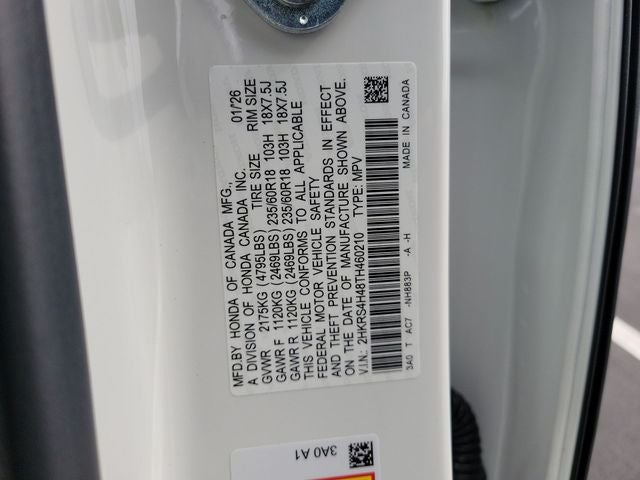 MFD.BY HONDA OF CANADA MFG., 01/26
A DIVISION OF HONDA CANADA INC.
TIRE SIZE RIM SIZE
GVWR 2175KG (4795LBS)
GAWR F 1120KG (2469LBS) 235/60R18 103H 18X7.5J
GAWR R 1120KG (2469LBS) 235/60R18 103H 18X7.5J
THIS VEHICLE CONFORMS TO ALL APPLICABLE
FEDERAL MOTOR VEHICLE SAFETY
AND THEFT PREVENTION STANDARDS IN EFFECT
ON THE DATE OF MANUFACTURE SHOWN ABOVE.
V.I.N.: 2HKRS4H48TH460210 TYPE: MPV
3A0 T AC7 -NH883P -A -H MADE IN CANADA
3A0 A1